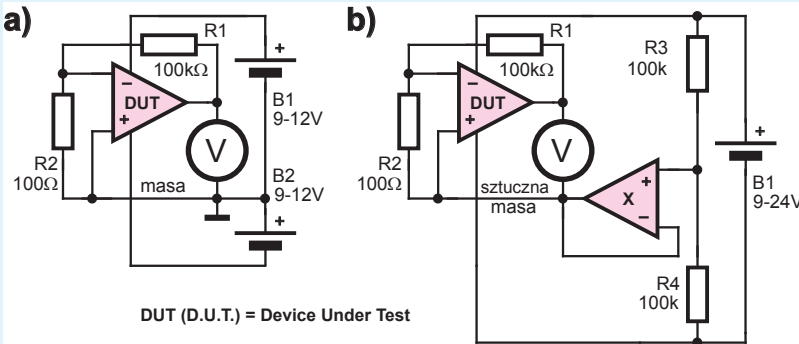 a)
R1
100kΩ
DUT
R2
100Ω
V
masa
B1
9-12V
B2
9-12V
b)
R1
100kΩ
DUT
R2
100Ω
V
sztuczna
masa
X
R3
100k
B1
9-24V
R4
100k
DUT (D.U.T.) = Device Under Test